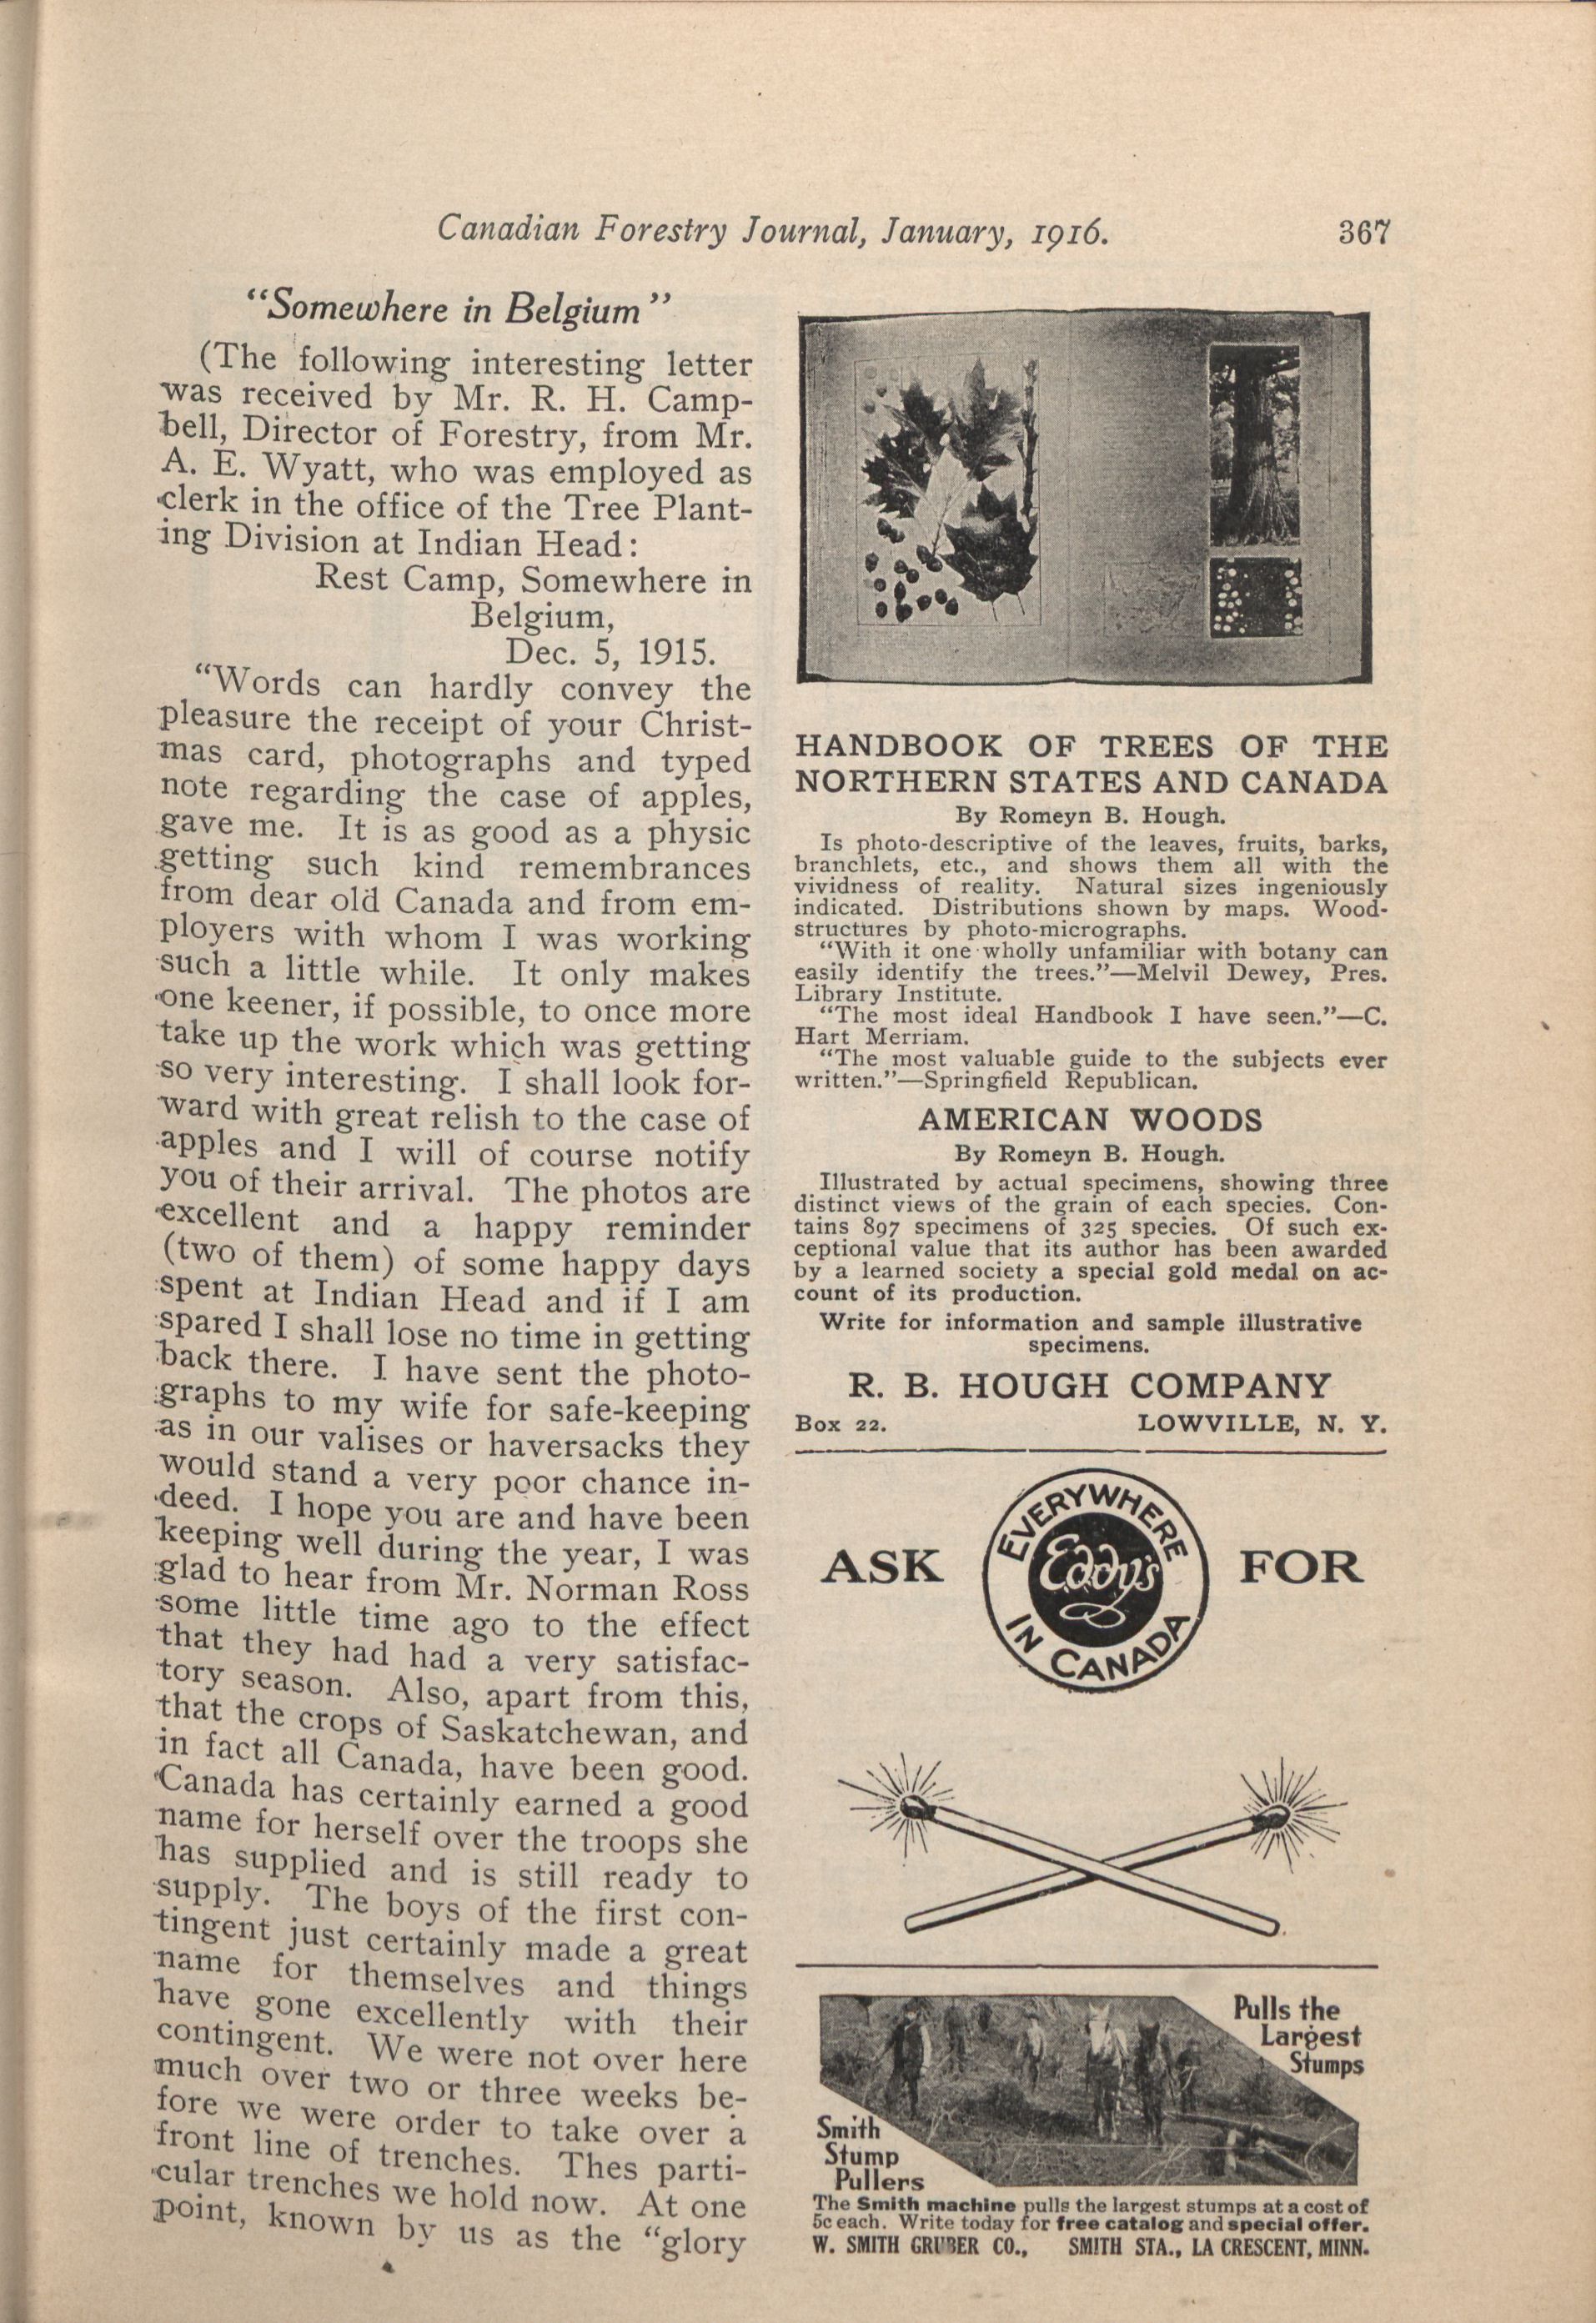 Canadian Forestry Journal, January, 1916. 367
"Somewhere in Belgium"
(The following interesting letter
was received by Mr. R. H. Camp-
bell, Director of Forestry, from Mr.
A. E. Wyatt, who was employed as
clerk in the office of the Tree Plant-
ing Division at Indian Head:
Rest Camp, Somewhere in
Belgium,
Dec. 5, 1915.
"Words can hardly convey the
pleasure the receipt of your Christ-
mas card, photographs and typed
note regarding the case of apples,
gave me. It is as good as a physic
getting such kind remembrances
from dear old Canada and from em-
ployers with whom I was working
such a little while. It only makes
one keener, if possible, to once more
take up the work which was getting
so very interesting. I shall look for-
ward with great relish to the case of
apples and I will of course notify
you of their arrival. The photos are
excellent and a happy reminder
(two of them) of some happy days
spent at Indian Head and if I am
spared I shall lose no time in getting
back there. I have sent the photo-
graphs to my wife for safe-keeping
as in our valises or haversacks they
would stand a very poor chance in-
deed. I hope you are and have been
keeping well during the year, I was
glad to hear from Mr. Norman Ross
some little time ago to the effect
that they had had a very satisfac-
tory season. Also, apart from this,
that the crops of Saskatchewan, and
in fact all Canada, have been good.
Canada has certainly earned a good
name for herself over the troops she
has supplied and is still ready to
supply. The boys of the first con-
tingent just certainly made a great
name for themselves and things
have gone excellently with their
contingent. We were not over here
much over two or three weeks be-
fore we were order to take over a
front line of trenches. Thes parti-
cular trenches we hold now. At one
point, known by us as the "glory
HANDBOOK OF TREES OF THE
NORTHERN STATES AND CANADA
By Romeyn B. Hough.
Is photo-descriptive of the leaves, fruits, barks,
branchlets, etc., and shows them all with the
vividness of reality. Natural sizes ingeniously
indicated. Distributions shown by maps. Wood-
structures by photo-micrographs.
"With it one wholly unfamiliar with botany can
easily identify the trees."—Melvil Dewey, Pres.
Library Institute.
"The most ideal Handbook I have seen."—C.
Hart Merriam.
"The most valuable guide to the subjects ever
written."—Springfield Republican.
AMERICAN WOODS
By Romeyn B. Hough.
Illustrated by actual specimens, showing three
distinct views of the grain of each species. Con-
tains 897 specimens of 325 species. Of such ex-
ceptional value that its author has been awarded
by a learned society a special gold medal on ac-
count of its production.
Write for information and sample illustrative
specimens.
R. B. HOUGH COMPANY
Box 22. LOWVILLE, N. Y.
ASK
EVERYWHERE
Eddy's
IN CANADA
FOR
Pulls the
Largest
Stumps
Smith
Stump
Pullers
The Smith machine pulls the largest stumps at a cost of
5c each. Write today for free catalog and special offer.
W. SMITH GRUBER CO., SMITH STA., LA CRESCENT, MINN.